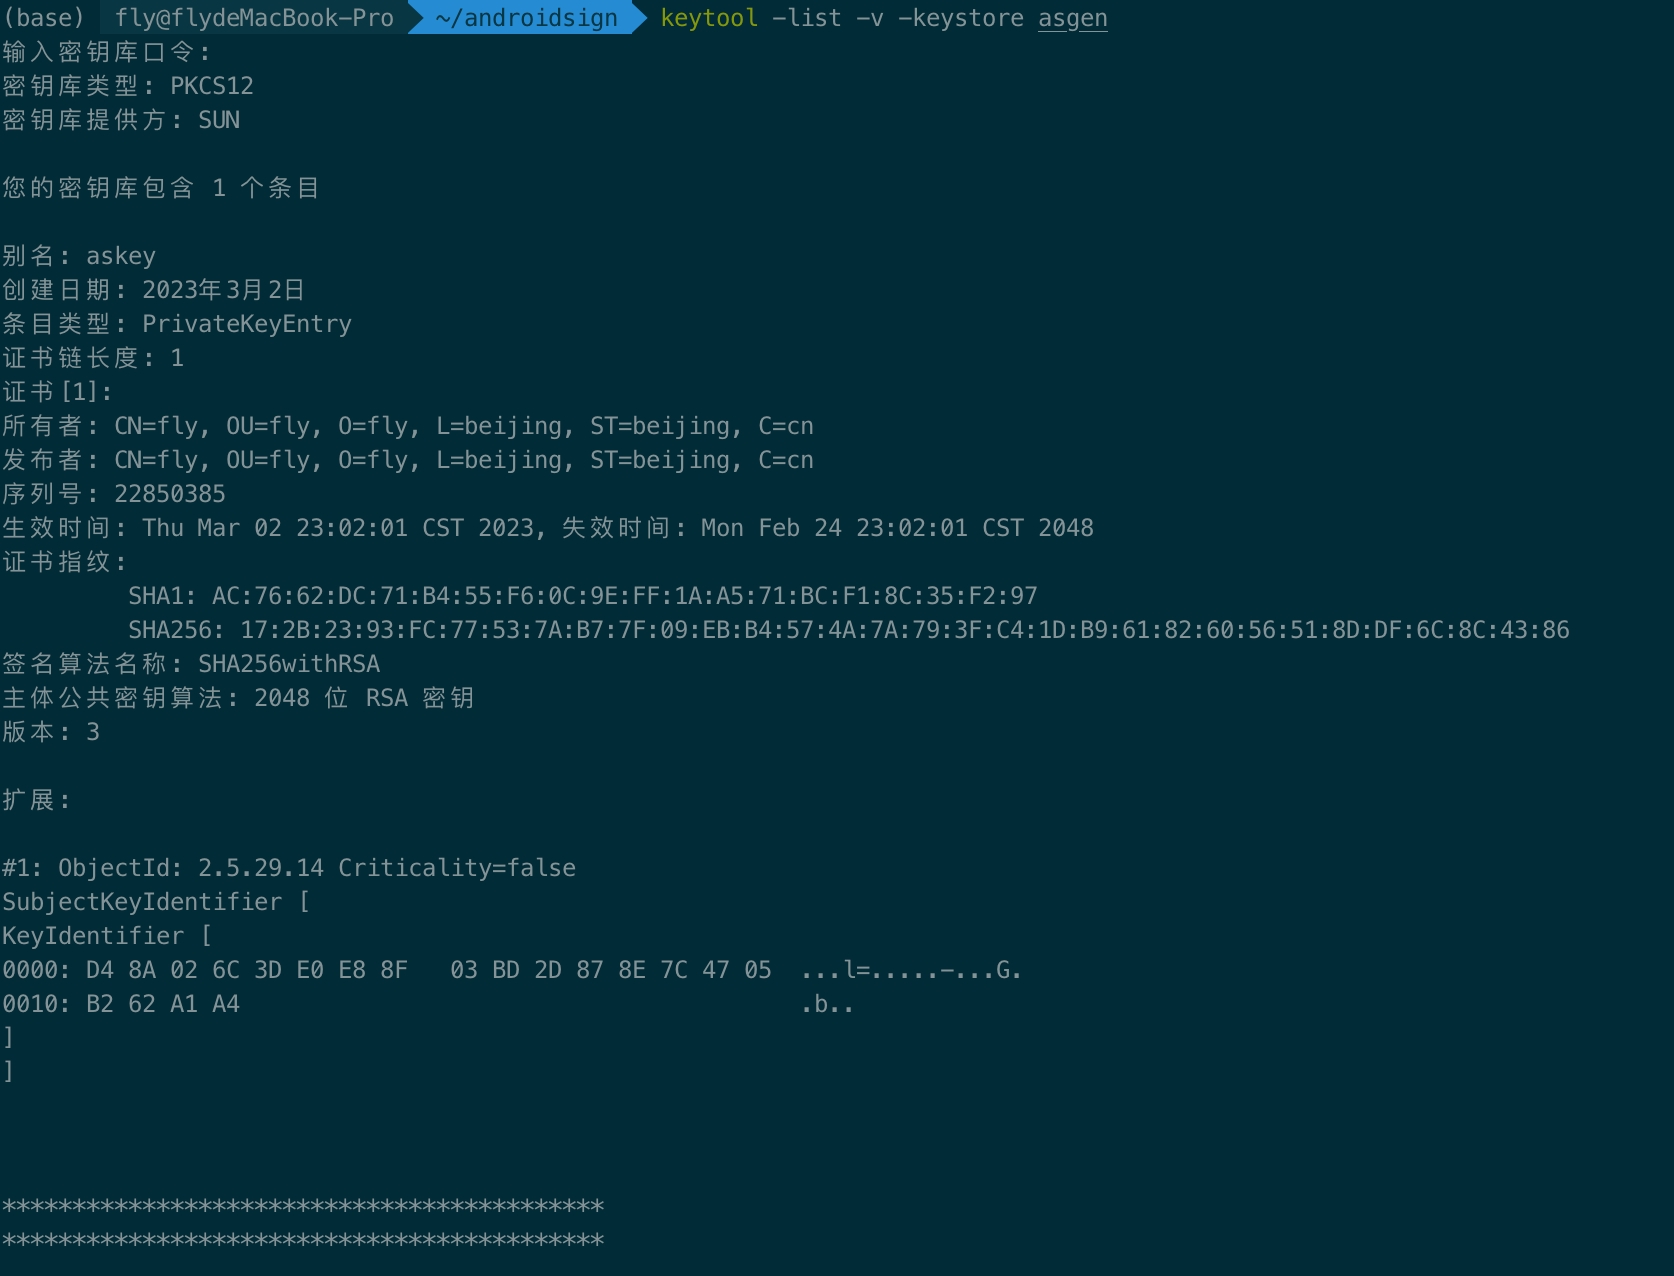 (base) fly@flydeMacBook-Pro ~/androidsign keytool -list -v -keystore asgen
输入密钥库口令:
密钥库类型: PKCS12
密钥库提供方: SUN
您的密钥库包含 1 个条目
别名: askey
创建日期: 2023年3月2日
条目类型: PrivateKeyEntry
证书链长度: 1
证书[1]:
所有者: CN=fly, OU=fly, O=fly, L=beijing, ST=beijing, C=cn
发布者: CN=fly, OU=fly, O=fly, L=beijing, ST=beijing, C=cn
序列号: 22850385
生效时间: Thu Mar 02 23:02:01 CST 2023, 失效时间: Mon Feb 24 23:02:01 CST 2048
证书指纹:
SHA1: AC:76:62:DC:71:B4:55:F6:0C:9E:FF:1A:A5:71:BC:F1:8C:35:F2:97
SHA256: 17:2B:23:93:FC:77:53:7A:B7:7F:09:EB:B4:57:4A:7A:79:3F:C4:1D:B9:61:82:60:56:51:8D:DF:6C:8C:43:86
签名算法名称: SHA256withRSA
主体公共密钥算法: 2048 位 RSA 密钥
版本: 3
扩展:
#1: ObjectId: 2.5.29.14 Criticality=false
SubjectKeyIdentifier [
KeyIdentifier [
0000: D4 8A 02 6C 3D E0 E8 8F   03 BD 2D 87 8E 7C 47 05  ...l=.....-...G.
0010: B2 62 A1 A4                                        .b..
]
]
*******************************************
*******************************************